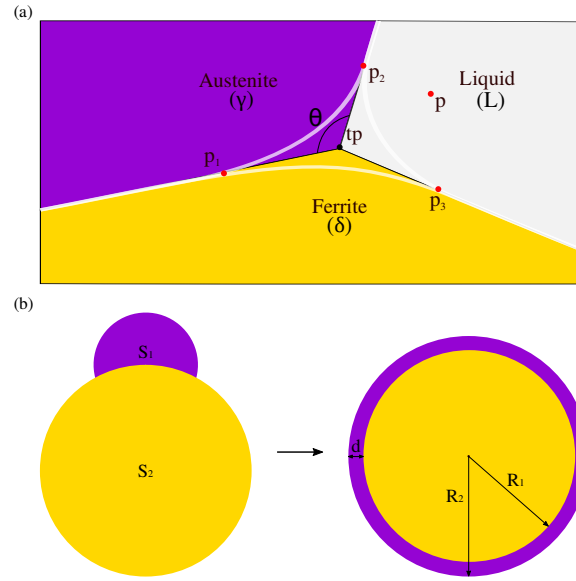 (a)
Austenite
(γ)
p₂
Liquid
(L)
p
θ
tp
p₁
p₃
Ferrite
(δ)
(b)
S₁
S₂
d
R₁
R₂